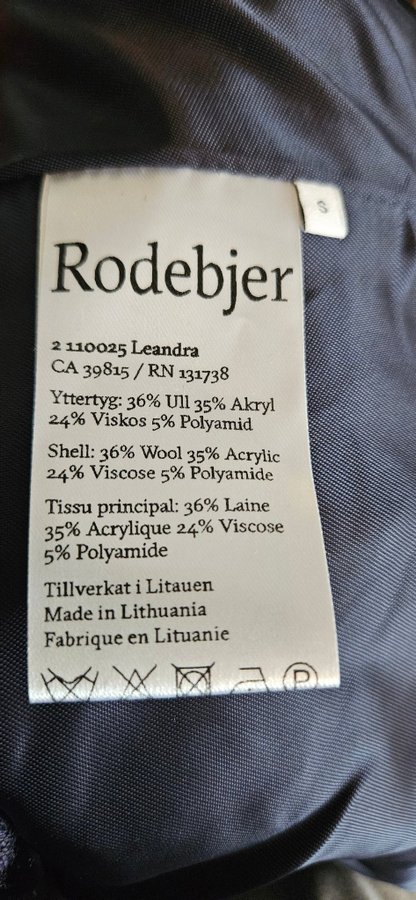 S
Rodebjer
2 110025 Leandra
CA 39815 / RN 131738
Yttertyg: 36% Ull 35% Akryl
24% Viskos 5% Polyamid
Shell: 36% Wool 35% Acrylic
24% Viscose 5% Polyamide
Tissu principal: 36% Laine
35% Acrylique 24% Viscose
5% Polyamide
Tillverkat i Litauen
Made in Lithuania
Fabrique en Lituanie
P